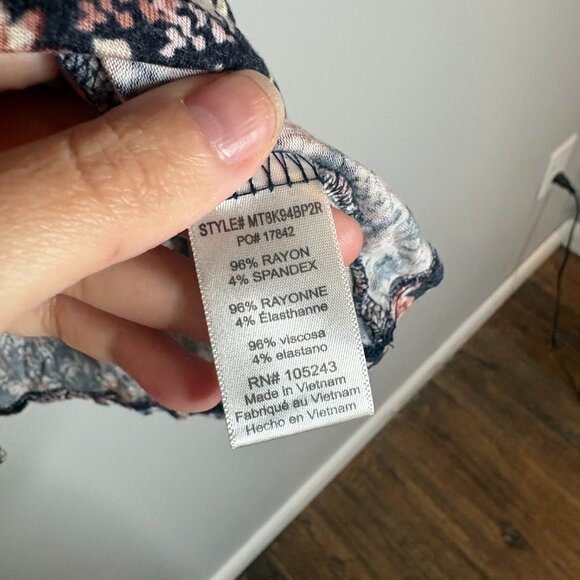 STYLE# MT8K94BP2R
PO# 17842
96% RAYON
4% SPANDEX
96% RAYONNE
4% Élasthanne
96% viscosa
4% elastano
RN# 105243
Made in Vietnam
Fabriqué au Vietnam
Hecho en Vietnam